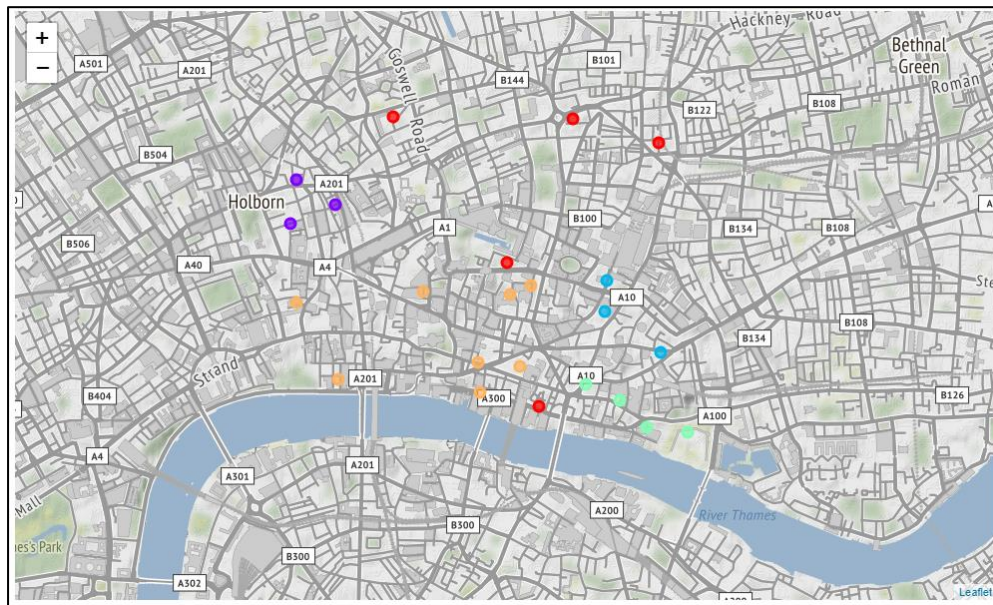 +
−
Hackney - Road
Bethnal
Green
A501
A201
Goswell - Road
B144
B101
Roman
B122
B108
B504
Holborn
A201
B506
A1
B100
B134
B108
A40
A4
A10
B108
B134
Strand
A201
A10
B404
A300
A100
B126
A4
A301
A201
Mall
B300
A200
River Thames
B300
A302
Leaflet